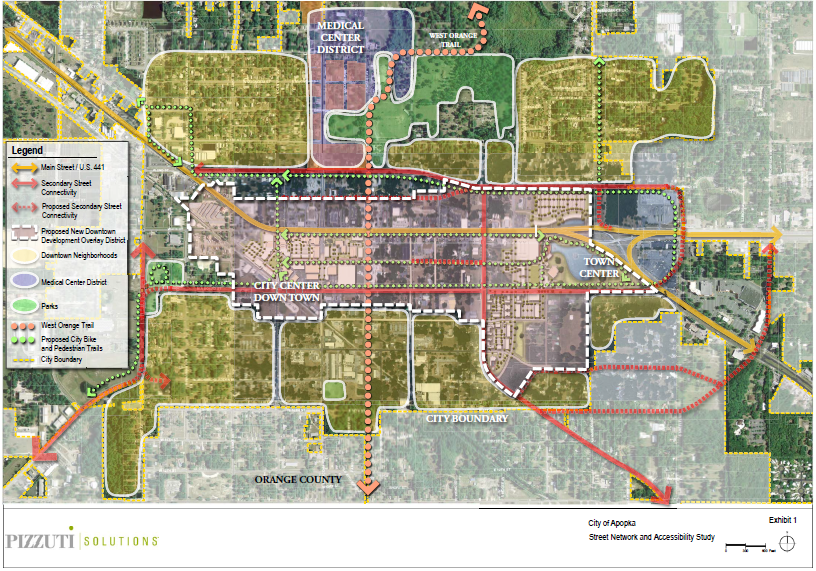 MEDICAL
CENTER
DISTRICT
WEST ORANGE
TRAIL
Legend
Main Street / U.S. 441
Secondary Street
Connectivity
Proposed Secondary Street
Connectivity
Proposed New Downtown
Development Overlay District
Downtown Neighborhoods
Medical Center District
Parks
West Orange Trail
Proposed City Bike
and Pedestrian Trails
City Boundary
CITY CENTER
DOWN TOWN
TOWN
CENTER
CITY BOUNDARY
ORANGE COUNTY
PIZZUTI SOLUTIONS
City of Apopka
Street Network and Accessibility Study
Exhibit 1